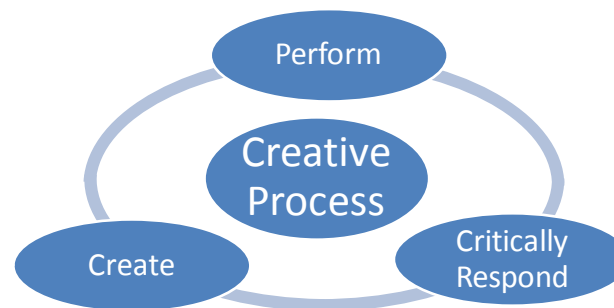 Perform
Creative
Process
Create
Critically
Respond